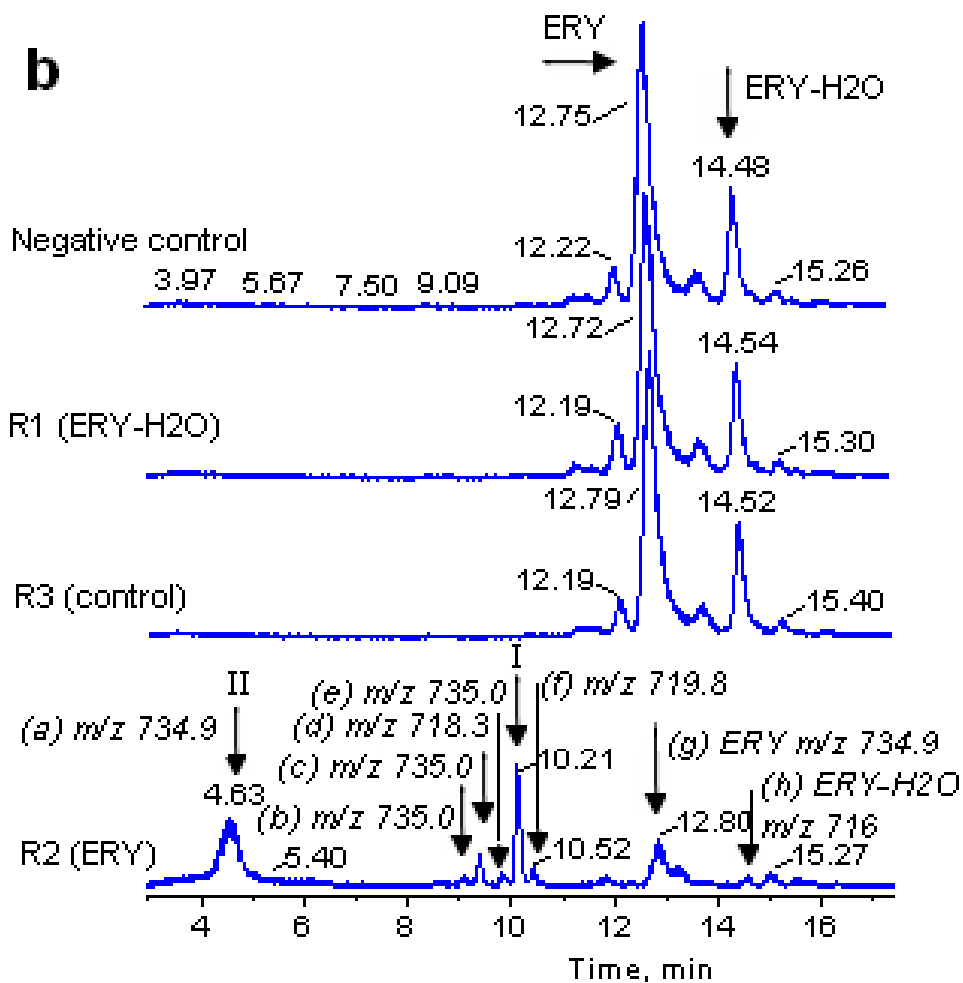 b
ERY
ERY-H2O
12.75
14.48
Negative control
12.22
15.26
3.97 5.67 7.50 9.09
12.72
14.54
R1 (ERY-H2O)
12.19
15.30
12.79
14.52
R3 (control)
12.19
15.40
I
II
(e) m/z 735.0
(f) m/z 719.8
(a) m/z 734.9
(d) m/z 718.3
(g) ERY m/z 734.9
(c) m/z 735.0
10.21
(h) ERY-H2O
4.63
(b) m/z 735.0
12.80
m/z 716
R2 (ERY)
5.40
10.52
15.27
4 6 8 10 12 14 16
Time, min